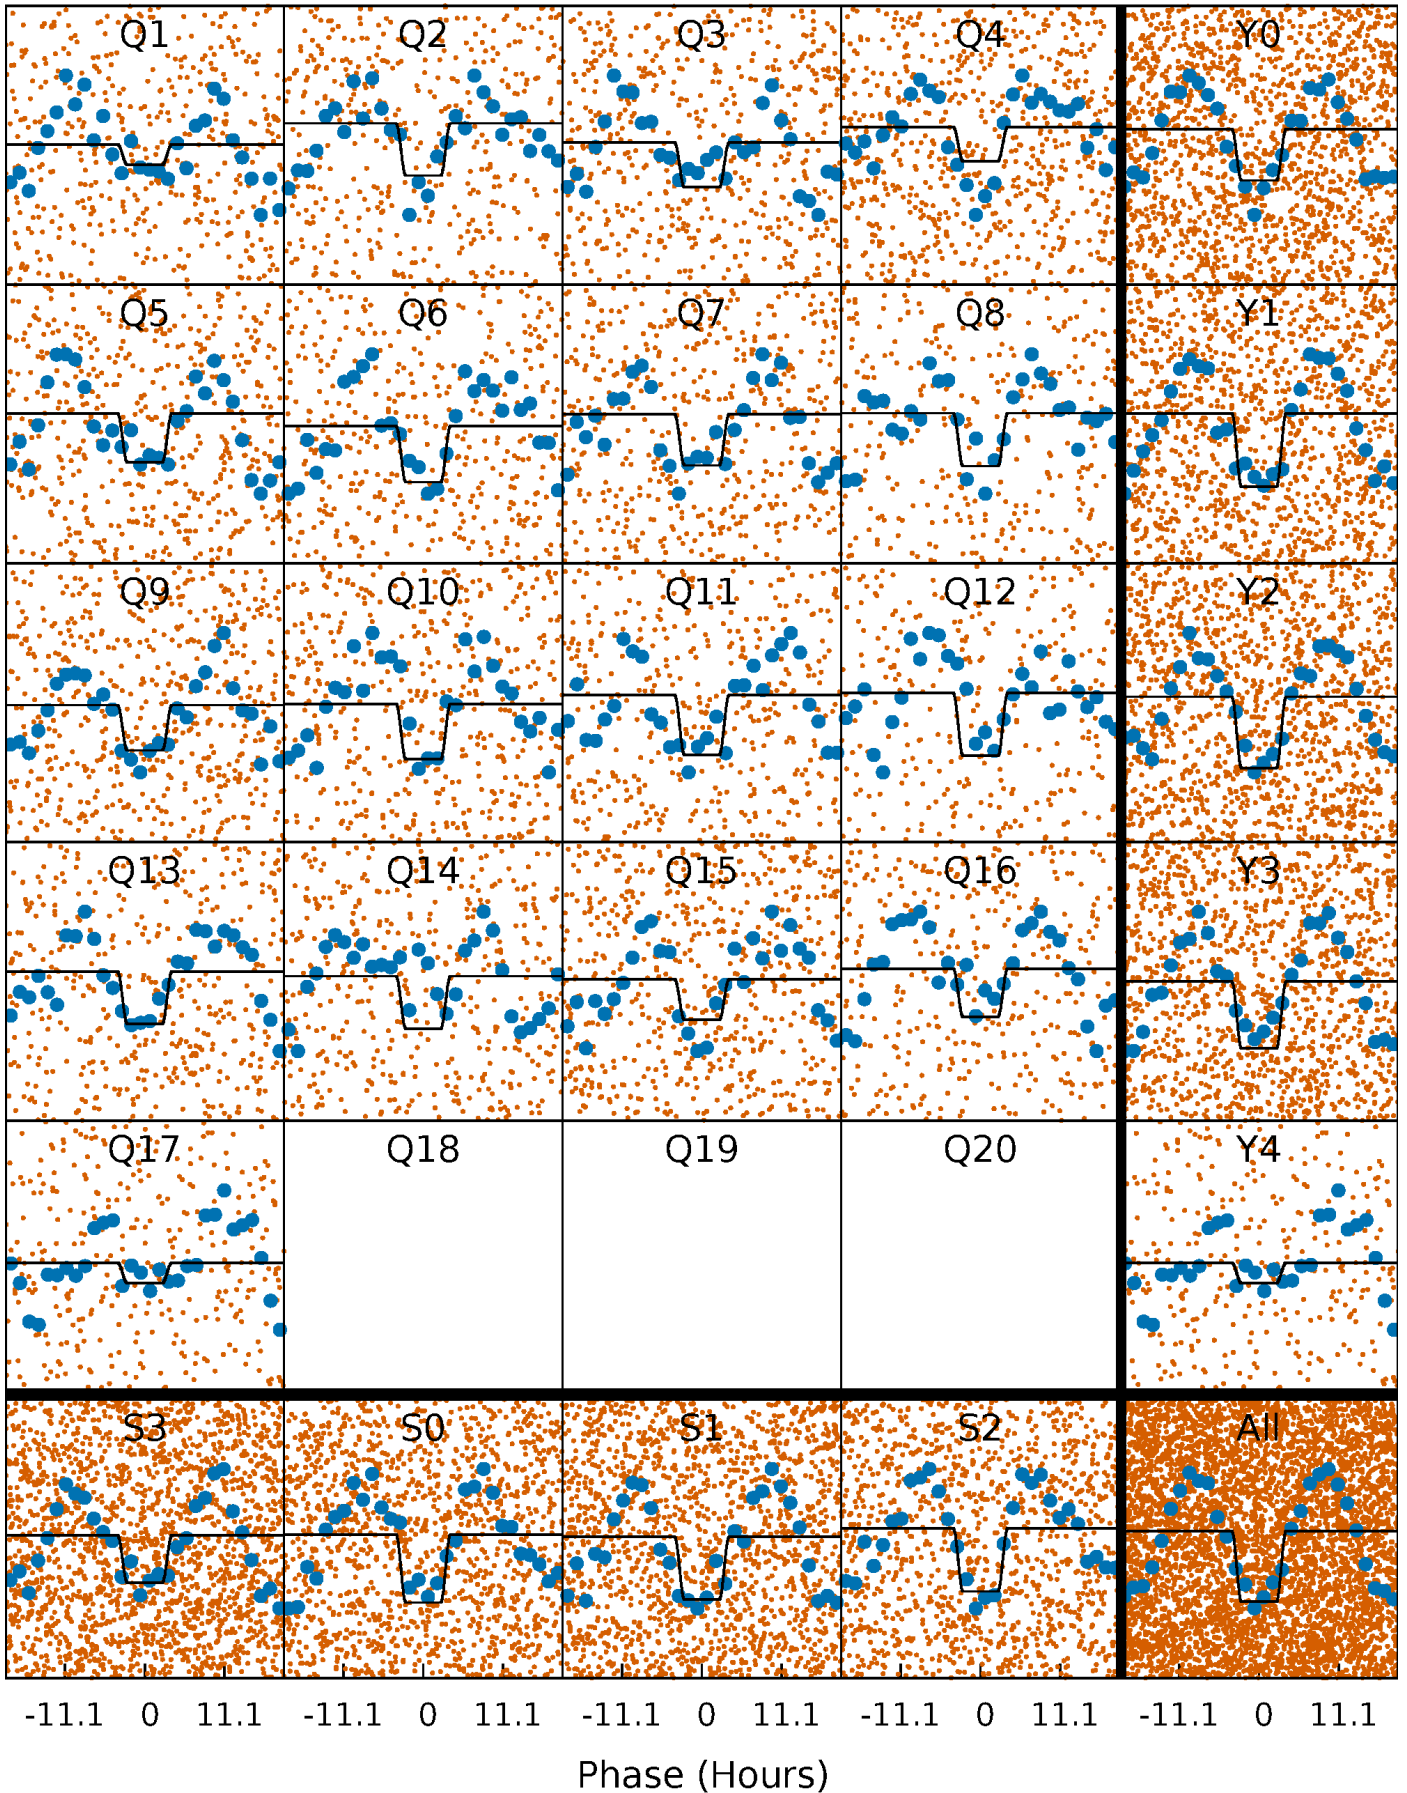 Q1 Q2 Q3 Q4 Y0
Q5 Q6 Q7 Q8 Y1
Q9 Q10 Q11 Q12 Y2
Q13 Q14 Q15 Q16 Y3
Q17 Q18 Q19 Q20 Y4
S3 S0 S1 S2 All
-11.1 0 11.1 -11.1 0 11.1 -11.1 0 11.1 -11.1 0 11.1 -11.1 0 11.1
Phase (Hours)